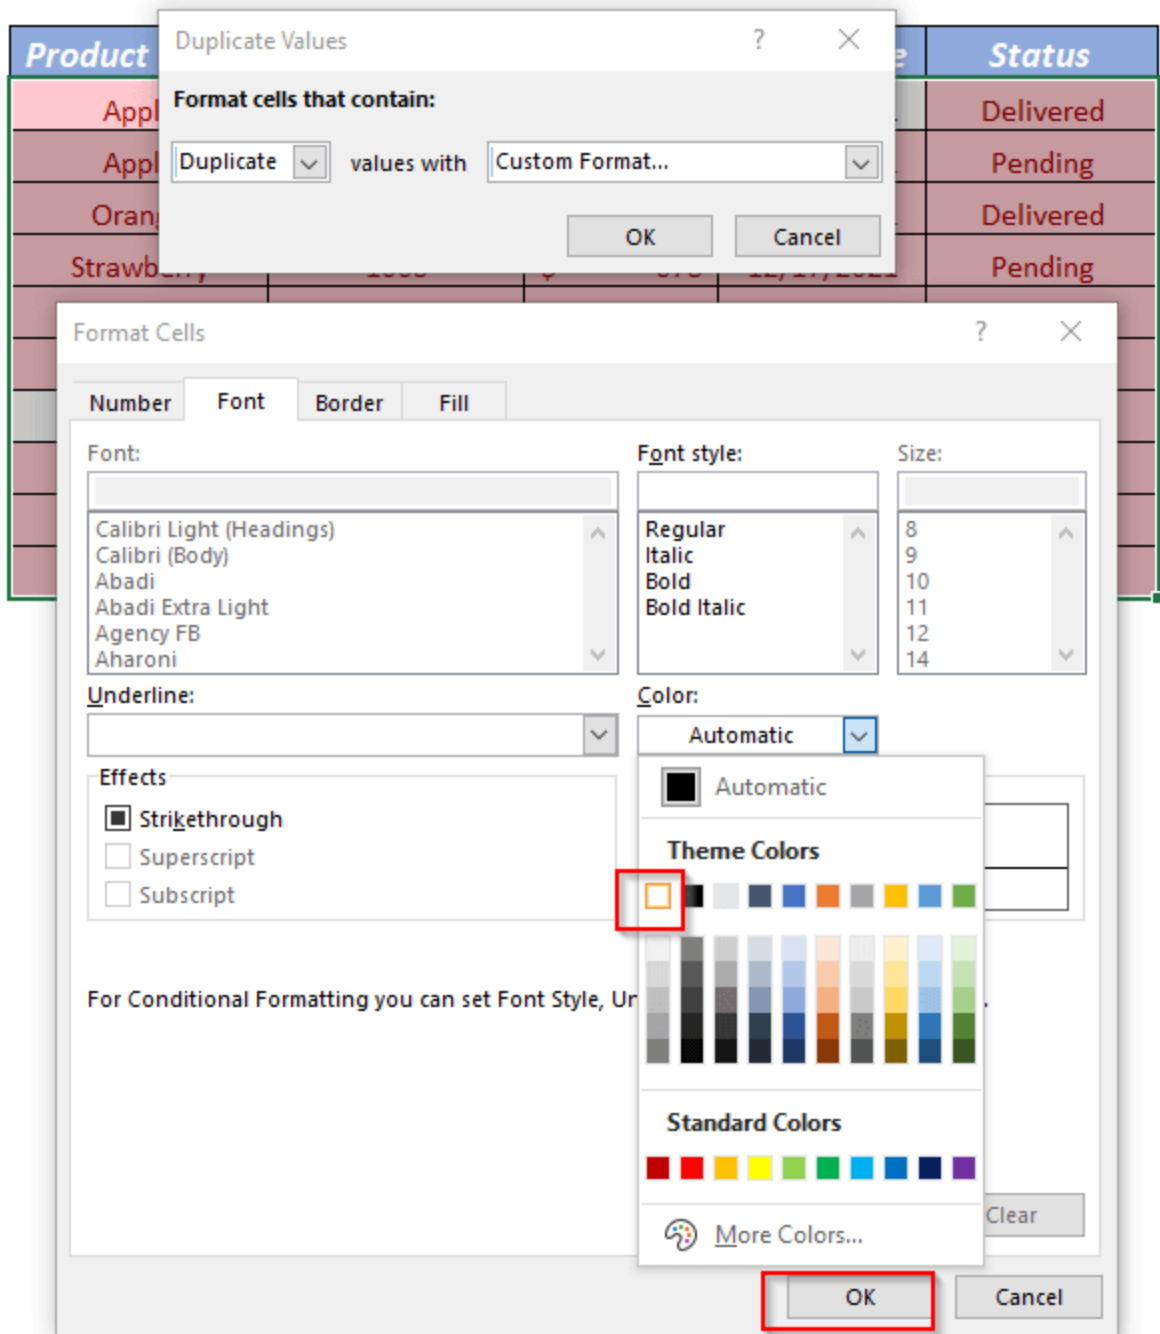 Duplicate Values ?
Product Status
Format cells that contain:
Delivered
Duplicate values with Custom Format...
Pending
Delivered
OK Cancel
Pending
Format Cells ?
Number Font Border Fill
Font: Font style: Size:
Calibri Light (Headings) Regular 8
Calibri (Body) Italic 9
Abadi Bold 10
Abadi Extra Light Bold Italic 11
Agency FB 12
Aharoni 14
Underline: Color:
Automatic
Effects Automatic
Strikethrough
Superscript Theme Colors
Subscript
For Conditional Formatting you can set Font Style,
Standard Colors
Clear
More Colors...
OK Cancel